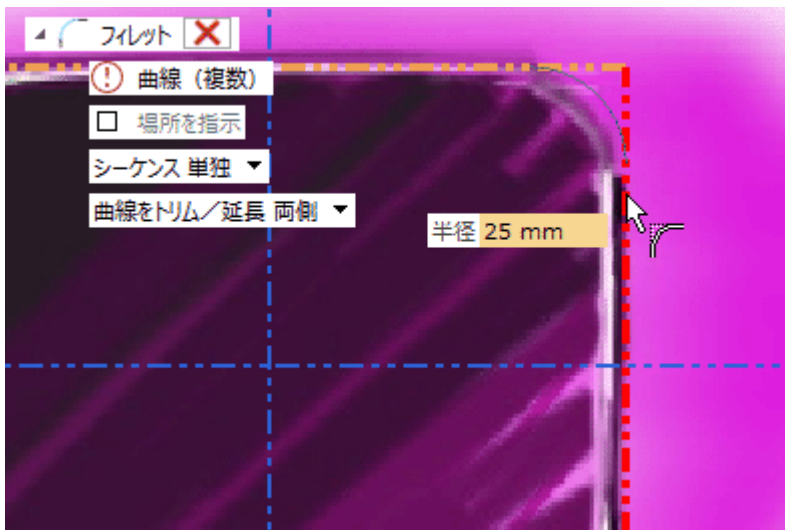 フィレット
曲線（複数）
場所を指示
シーケンス 単独
曲線をトリム／延長 両側
半径 25 mm